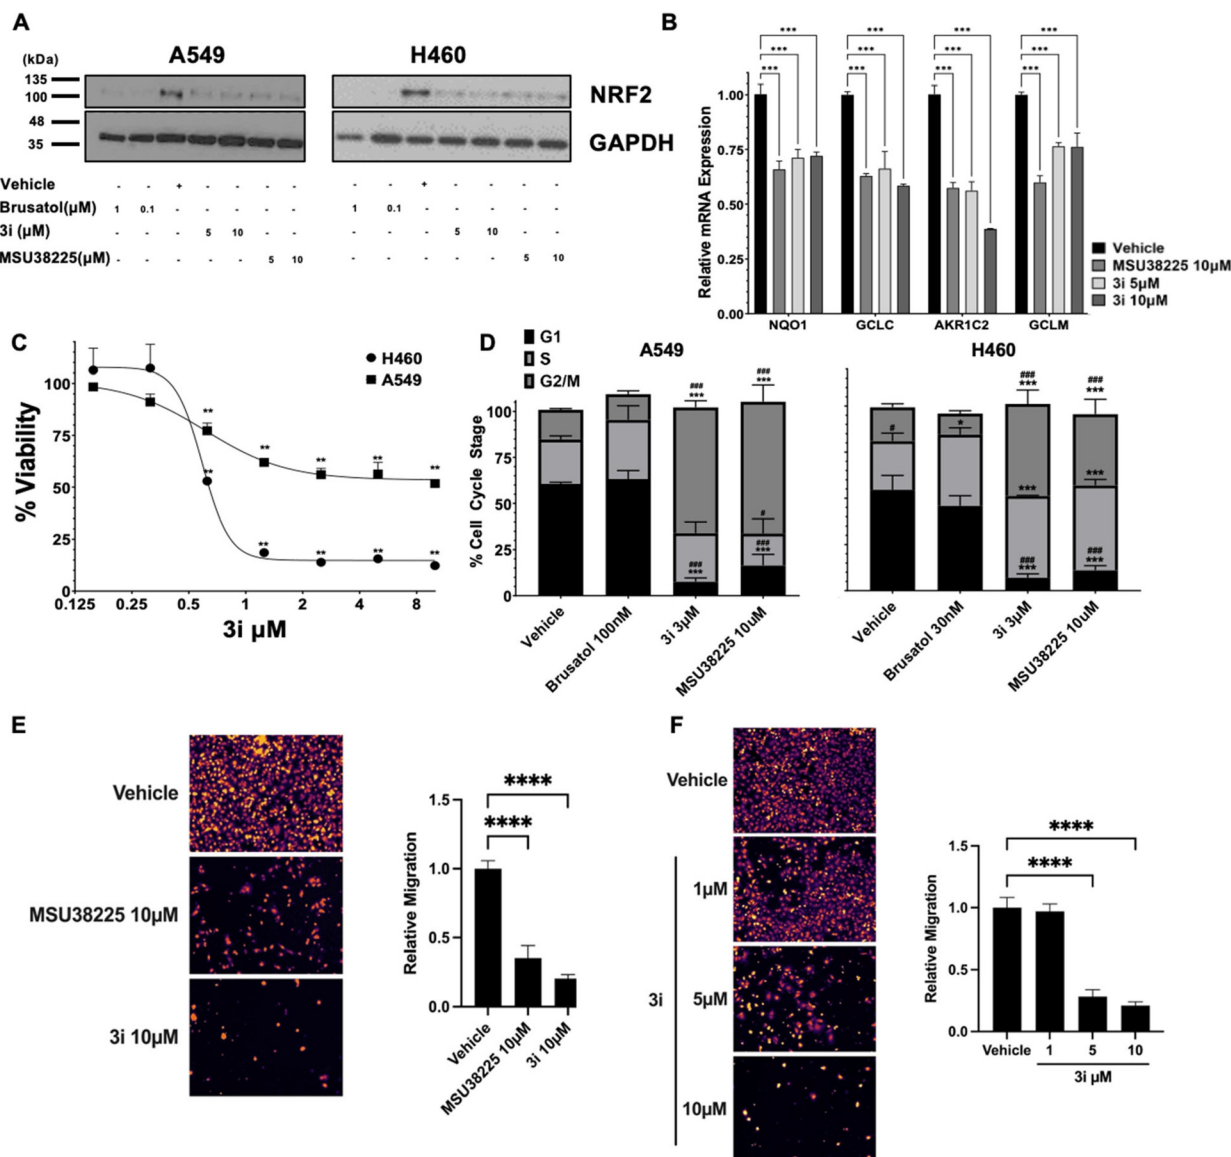 A
A549
H460
(kDa)
135
100
48
35
NRF2
GAPDH
Vehicle - - + - - - - - - + - - - -
Brusatol(μM) 1 0.1 - - - - - 1 0.1 - - - - -
3i (μM) - - - 5 10 - - - - - 5 10 - -
MSU38225(μM) - - - - - 5 10 - - - - - 5 10
B
*** *** *** ***
*** *** *** ***
*** *** *** ***
Relative mRNA Expression
1.00
0.75
0.50
0.25
0.00
NQO1 GCLC AKR1C2 GCLM
Vehicle
MSU38225 10μM
3i 5μM
3i 10μM
C
% Viability
100
75
50
25
0
H460
A549
** ** ** ** **
** ** ** ** **
0.125 0.25 0.5 1 2 4 8
3i μM
D
G1
S
G2/M
A549
H460
% Cell Cycle Stage
100
75
50
25
0
###
***
###
***
###
***
#
###
***
Vehicle
Brusatol 100nM
3i 3μM
MSU38225 10uM
#
*
###
***
***
###
***
###
***
***
###
***
Vehicle
Brusatol 30nM
3i 3μM
MSU38225 10uM
E
Vehicle
MSU38225 10μM
3i 10μM
Relative Migration
1.5
1.0
0.5
0.0
****
****
Vehicle
MSU38225 10μM
3i 10μM
F
Vehicle
3i
1μM
5μM
10μM
Relative Migration
1.5
1.0
0.5
0.0
****
****
Vehicle 1 5 10
3i μM